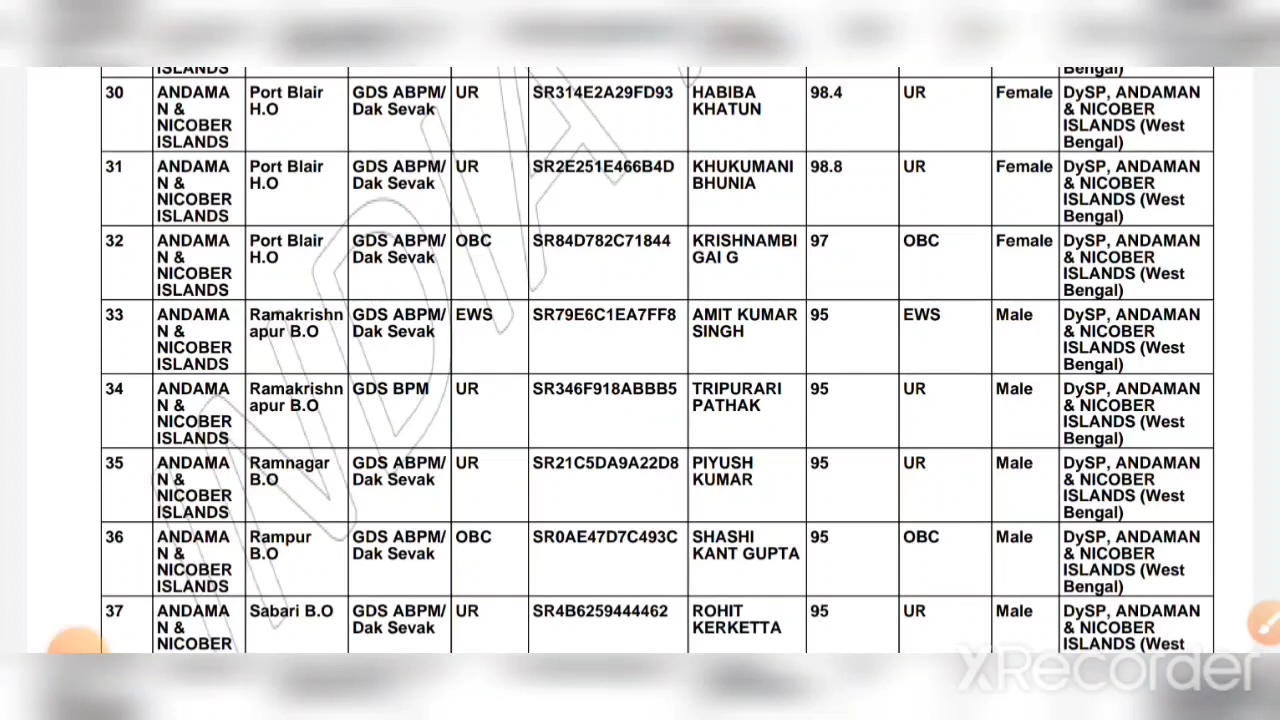 ISLANDS Bengal)
30 ANDAMA Port Blair GDS ABPM/ UR SR314E2A29FD93 HABIBA 98.4 UR Female DySP, ANDAMAN
N & H.O Dak Sevak KHATUN & NICOBER
NICOBER ISLANDS (West
ISLANDS Bengal)
31 ANDAMA Port Blair GDS ABPM/ UR SR2E251E466B4D KHUKUMANI 98.8 UR Female DySP, ANDAMAN
N & H.O Dak Sevak BHUNIA & NICOBER
NICOBER ISLANDS (West
ISLANDS Bengal)
32 ANDAMA Port Blair GDS ABPM/ OBC SR84D782C71844 KRISHNAMBI 97 OBC Female DySP, ANDAMAN
N & H.O Dak Sevak GAI G & NICOBER
NICOBER ISLANDS (West
ISLANDS Bengal)
33 ANDAMA Ramakrishn GDS ABPM/ EWS SR79E6C1EA7FF8 AMIT KUMAR 95 EWS Male DySP, ANDAMAN
N & apur B.O Dak Sevak SINGH & NICOBER
NICOBER ISLANDS (West
ISLANDS Bengal)
34 ANDAMA Ramakrishn GDS BPM UR SR346F918ABBB5 TRIPURARI 95 UR Male DySP, ANDAMAN
N & apur B.O PATHAK & NICOBER
NICOBER ISLANDS (West
ISLANDS Bengal)
35 ANDAMA Ramnagar GDS ABPM/ UR SR21C5DA9A22D8 PIYUSH 95 UR Male DySP, ANDAMAN
N & B.O Dak Sevak KUMAR & NICOBER
NICOBER ISLANDS (West
ISLANDS Bengal)
36 ANDAMA Rampur GDS ABPM/ OBC SR0AE47D7C493C SHASHI 95 OBC Male DySP, ANDAMAN
N & B.O Dak Sevak KANT GUPTA & NICOBER
NICOBER ISLANDS (West
ISLANDS Bengal)
37 ANDAMA Sabari B.O GDS ABPM/ UR SR4B6259444462 ROHIT 95 UR Male DySP, ANDAMAN
N & Dak Sevak KERKETTA & NICOBER
NICOBER ISLANDS (West
INDIA
XRecorder